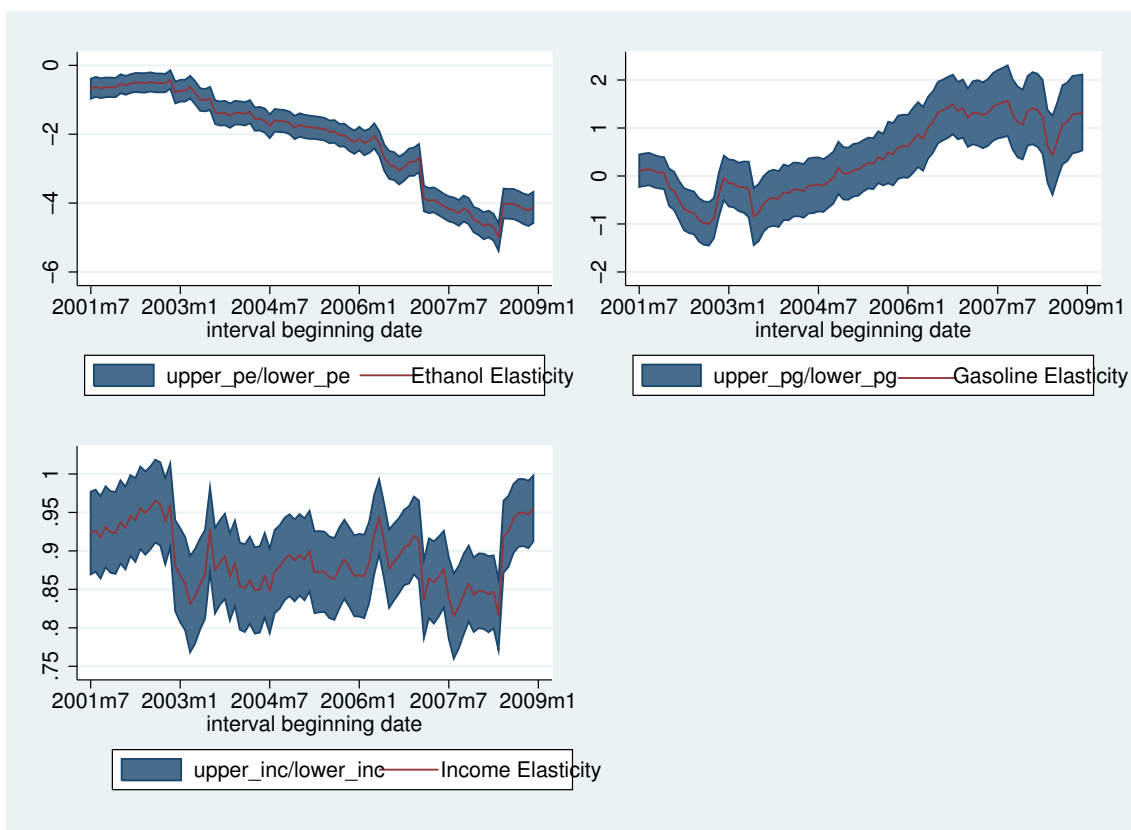 0
−2
−4
−6
2001m7 2003m1 2004m7 2006m1 2007m7 2009m1
interval beginning date
upper_pe/lower_pe Ethanol Elasticity
2
1
0
−1
−2
2001m7 2003m1 2004m7 2006m1 2007m7 2009m1
interval beginning date
upper_pg/lower_pg Gasoline Elasticity
1
.95
.9
.85
.8
.75
2001m7 2003m1 2004m7 2006m1 2007m7 2009m1
interval beginning date
upper_inc/lower_inc Income Elasticity